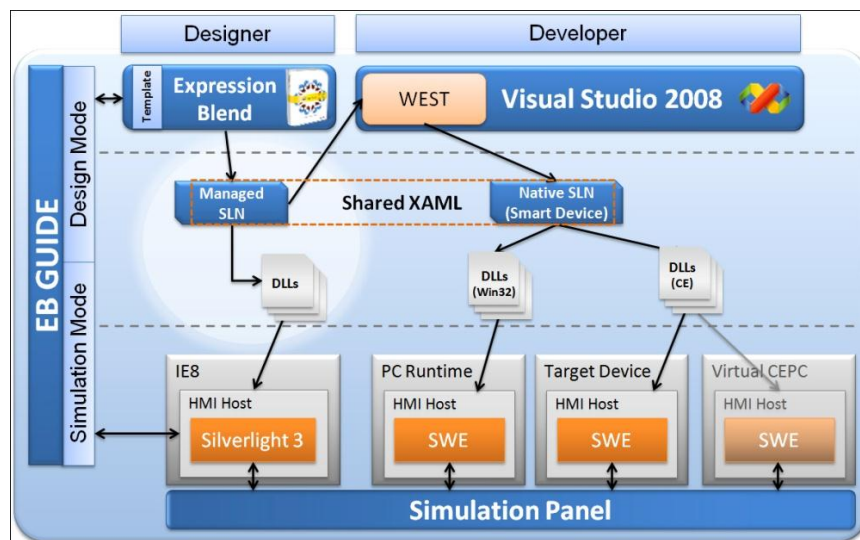 Designer
Developer
EB GUIDE
Design Mode
Simulation Mode
Template
Expression
Blend
WEST
Visual Studio 2008
Managed
SLN
Shared XAML
Native SLN
(Smart Device)
DLLs
DLLs
(Win32)
DLLs
(CE)
IE8
HMI Host
Silverlight 3
PC Runtime
HMI Host
SWE
Target Device
HMI Host
SWE
Virtual CEPC
HMI Host
SWE
Simulation Panel